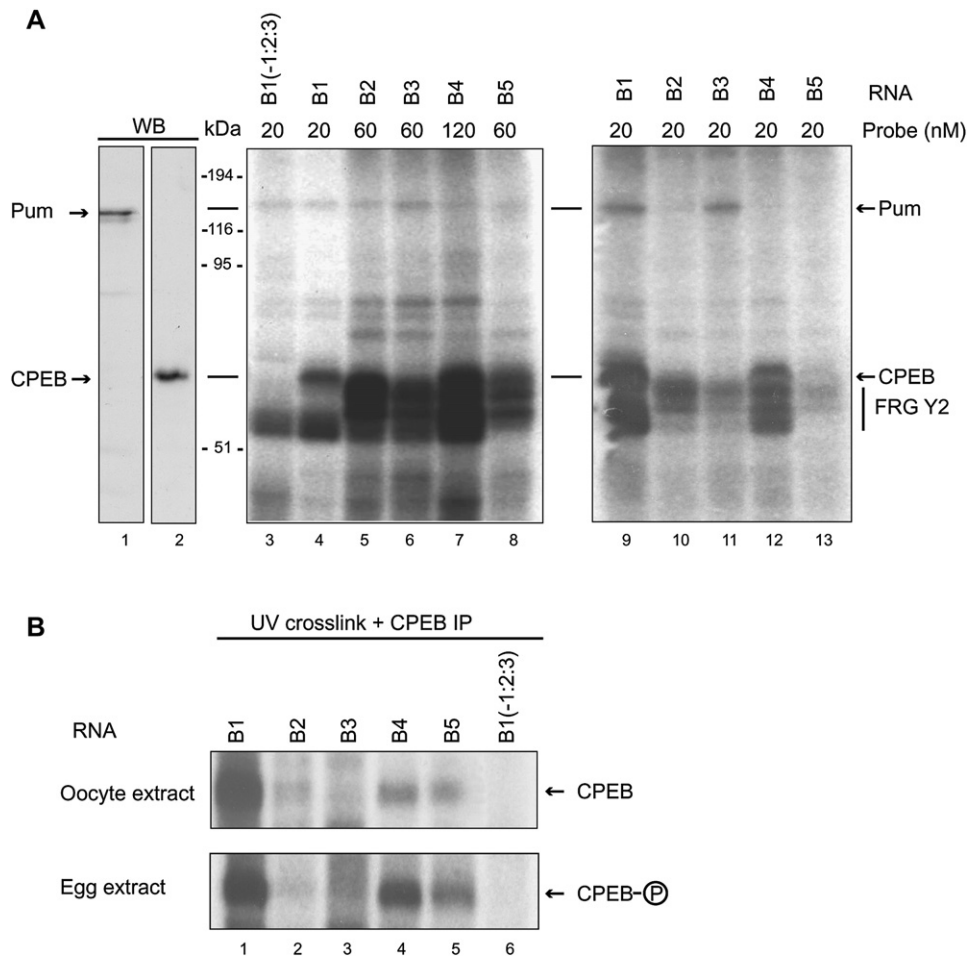 A
B1(-1:2:3) B1 B2 B3 B4 B5 B1 B2 B3 B4 B5 RNA
WB kDa 20 20 60 60 120 60 20 20 20 20 20 Probe (nM)
- 194 -
Pum → ← Pum
- 116 -
- 95 -
CPEB → ← CPEB
FRG Y2
- 51 -
1 2 3 4 5 6 7 8 9 10 11 12 13
B
UV crosslink + CPEB IP
RNA B1 B2 B3 B4 B5 B1(-1:2:3)
Oocyte extract ← CPEB
Egg extract ← CPEB-Ⓟ
1 2 3 4 5 6